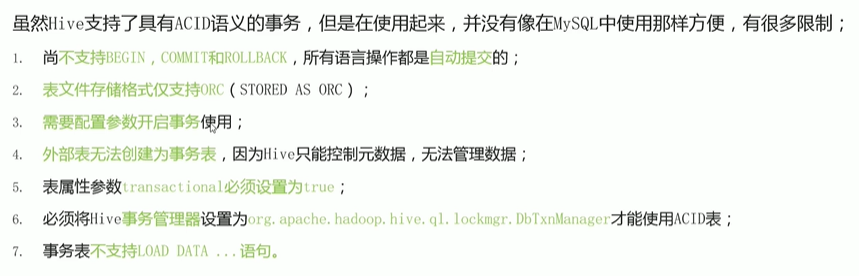 虽然Hive支持了具有ACID语义的事务，但是在使用起来，并没有像在MySQL中使用那样方便，有很多限制；
1. 尚不支持BEGIN，COMMIT和ROLLBACK，所有语言操作都是自动提交的；
2. 表文件存储格式仅支持ORC（STORED AS ORC）；
3. 需要配置参数开启事务使用；
4. 外部表无法创建为事务表，因为Hive只能控制元数据，无法管理数据；
5. 表属性参数transactional必须设置为true；
6. 必须将Hive事务管理器设置为org.apache.hadoop.hive.ql.lockmgr.DbTxnManager才能使用ACID表；
7. 事务表不支持LOAD DATA ...语句。